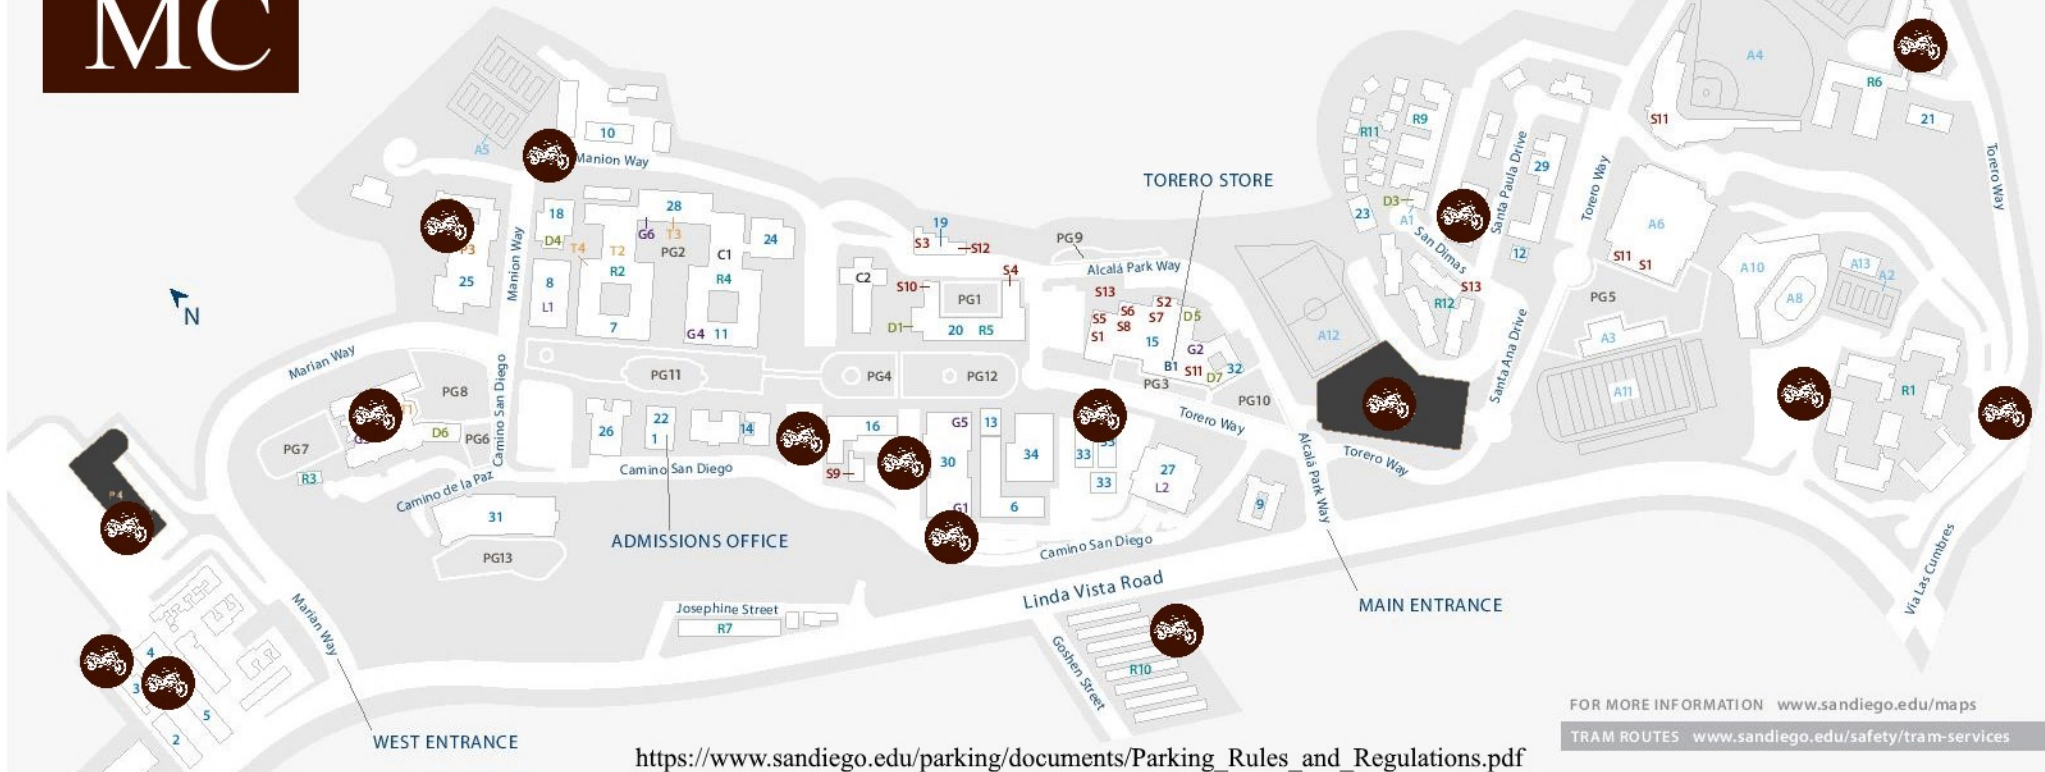 MC
A4
R6
S11
21
10
Manion Way
A5
R11
R9
29
Santa Paula Drive
Torero Way
Torero Way
TORERO STORE
18
28
D4
G6
T3
T4
T2
PG2
C1
24
19
S3
S12
PG9
D3
A1
23
San Dimas
12
A6
S11
S1
P3
25
Manion Way
8
L1
R2
7
R4
G4
11
C2
S10
S4
PG1
D1
20
R5
Alcalá Park Way
S13
S5
S6
S2
S8
S7
S1
15
D5
G2
B1
S11
D7
32
A12
S13
R12
PG5
A3
A10
A8
A13
A2
N
Marian Way
PG8
PG11
PG4
PG12
PG3
PG10
Santa Ana Drive
A11
R1
T1
D6
PG6
PG7
R3
Camino San Diego
26
22
1
14
16
S9
G5
13
30
34
33
33
33
G1
6
27
L2
Torero Way
9
Alcalá Park Way
Torero Way
Camino de la Paz
Camino San Diego
31
PG13
ADMISSIONS OFFICE
Camino San Diego
Linda Vista Road
MAIN ENTRANCE
Via Las Cumbres
P4
Marian Way
Josephine Street
R7
Goshen Street
R10
4
3
5
2
WEST ENTRANCE
FOR MORE INFORMATION www.sandiego.edu/maps
TRAM ROUTES www.sandiego.edu/safety/tram-services
https://www.sandiego.edu/parking/documents/Parking_Rules_and_Regulations.pdf